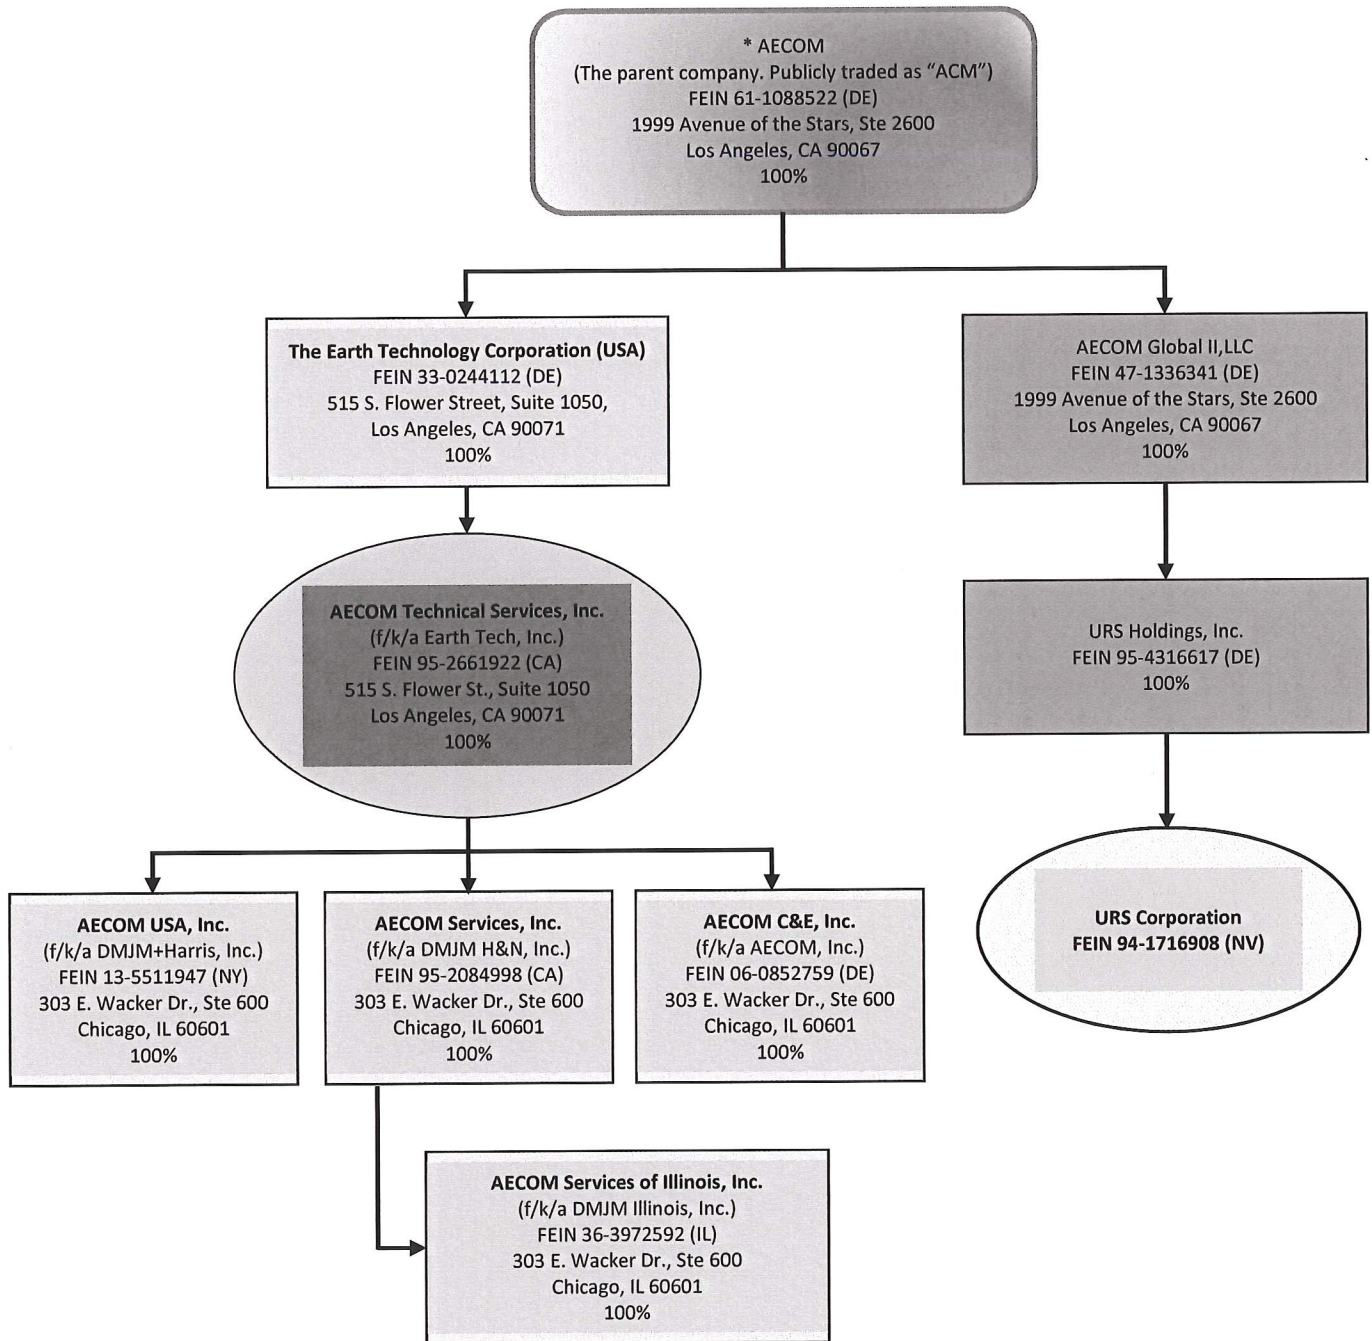 * AECOM
(The parent company. Publicly traded as “ACM”)
FEIN 61-1088522 (DE)
1999 Avenue of the Stars, Ste 2600
Los Angeles, CA 90067
100%
The Earth Technology Corporation (USA)
FEIN 33-0244112 (DE)
515 S. Flower Street, Suite 1050,
Los Angeles, CA 90071
100%
AECOM Global II,LLC
FEIN 47-1336341 (DE)
1999 Avenue of the Stars, Ste 2600
Los Angeles, CA 90067
100%
AECOM Technical Services, Inc.
(f/k/a Earth Tech, Inc.)
FEIN 95-2661922 (CA)
515 S. Flower St., Suite 1050
Los Angeles, CA 90071
100%
URS Holdings, Inc.
FEIN 95-4316617 (DE)
100%
AECOM USA, Inc.
(f/k/a DMJM+Harris, Inc.)
FEIN 13-5511947 (NY)
303 E. Wacker Dr., Ste 600
Chicago, IL 60601
100%
AECOM Services, Inc.
(f/k/a DMJM H&N, Inc.)
FEIN 95-2084998 (CA)
303 E. Wacker Dr., Ste 600
Chicago, IL 60601
100%
AECOM C&E, Inc.
(f/k/a AECOM, Inc.)
FEIN 06-0852759 (DE)
303 E. Wacker Dr., Ste 600
Chicago, IL 60601
100%
URS Corporation
FEIN 94-1716908 (NV)
AECOM Services of Illinois, Inc.
(f/k/a DMJM Illinois, Inc.)
FEIN 36-3972592 (IL)
303 E. Wacker Dr., Ste 600
Chicago, IL 60601
100%